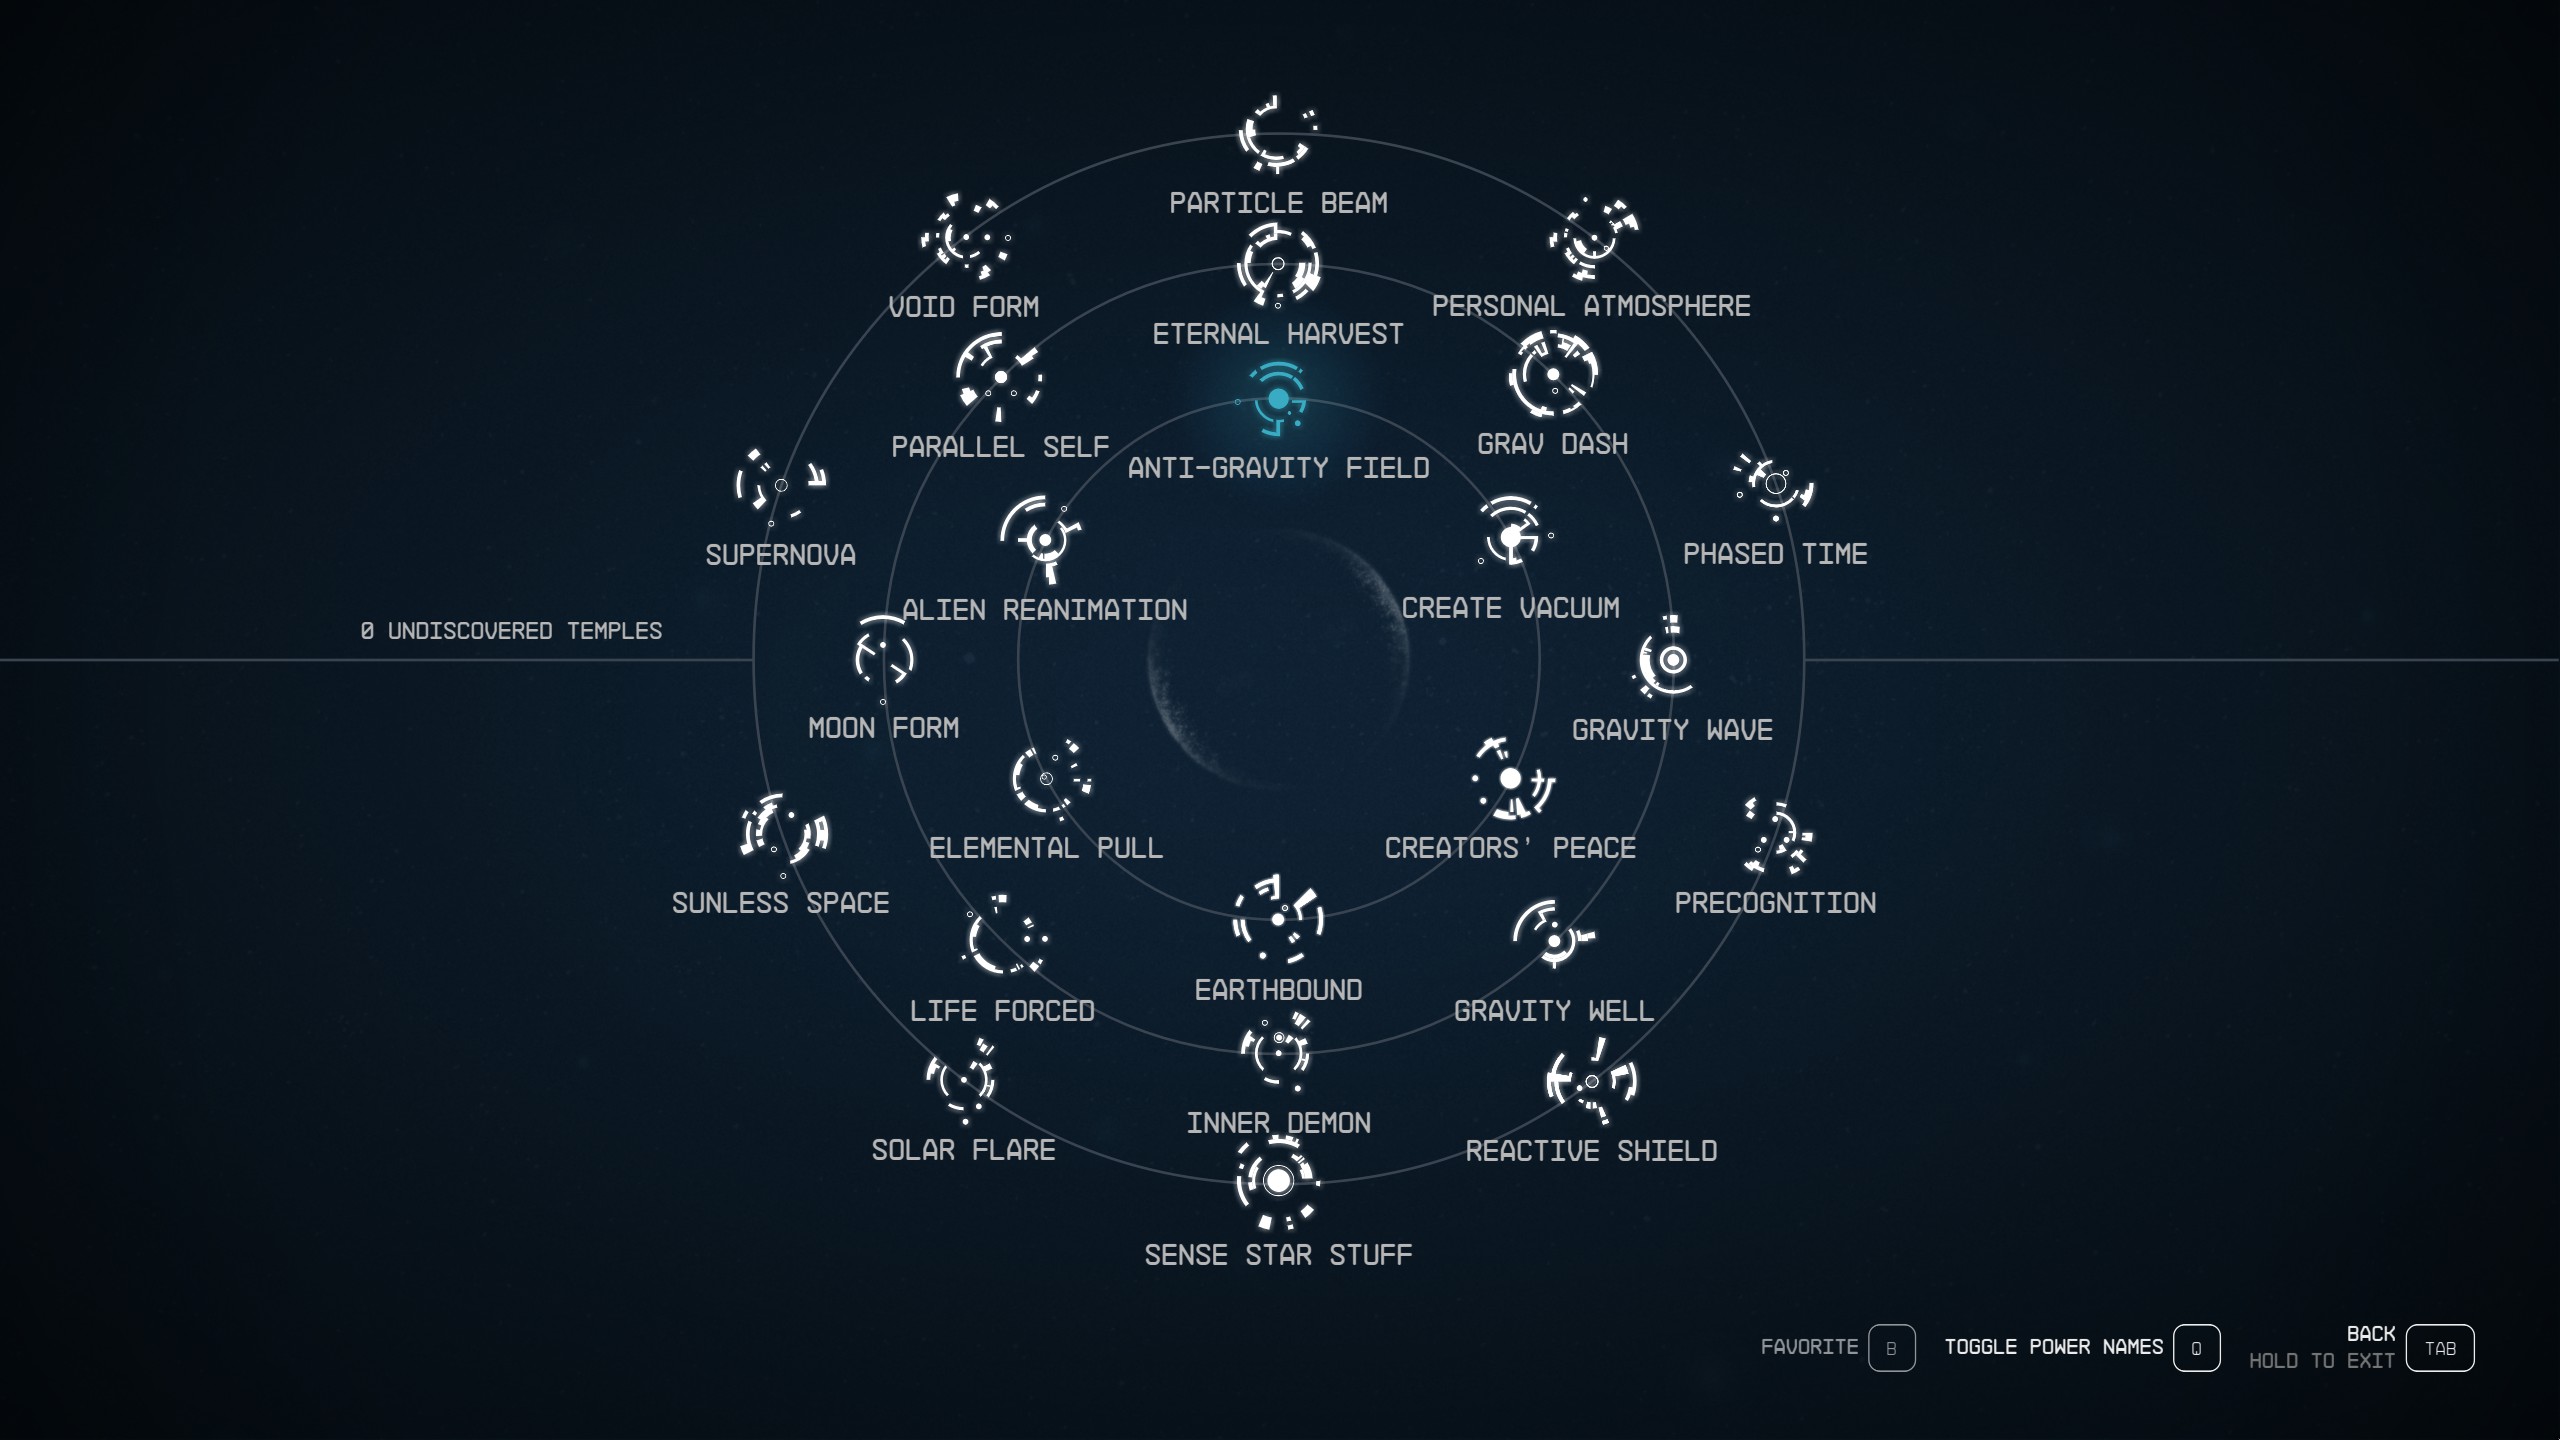 PARTICLE BEAM
VOID FORM
PERSONAL ATMOSPHERE
ETERNAL HARVEST
PARALLEL SELF
GRAV DASH
ANTI-GRAVITY FIELD
SUPERNOVA
PHASED TIME
ALIEN REANIMATION
CREATE VACUUM
0 UNDISCOVERED TEMPLES
MOON FORM
GRAVITY WAVE
ELEMENTAL PULL
CREATORS' PEACE
SUNLESS SPACE
PRECOGNITION
EARTHBOUND
LIFE FORCED
GRAVITY WELL
INNER DEMON
SOLAR FLARE
REACTIVE SHIELD
SENSE STAR STUFF
FAVORITE B
TOGGLE POWER NAMES Q
BACK
HOLD TO EXIT TAB